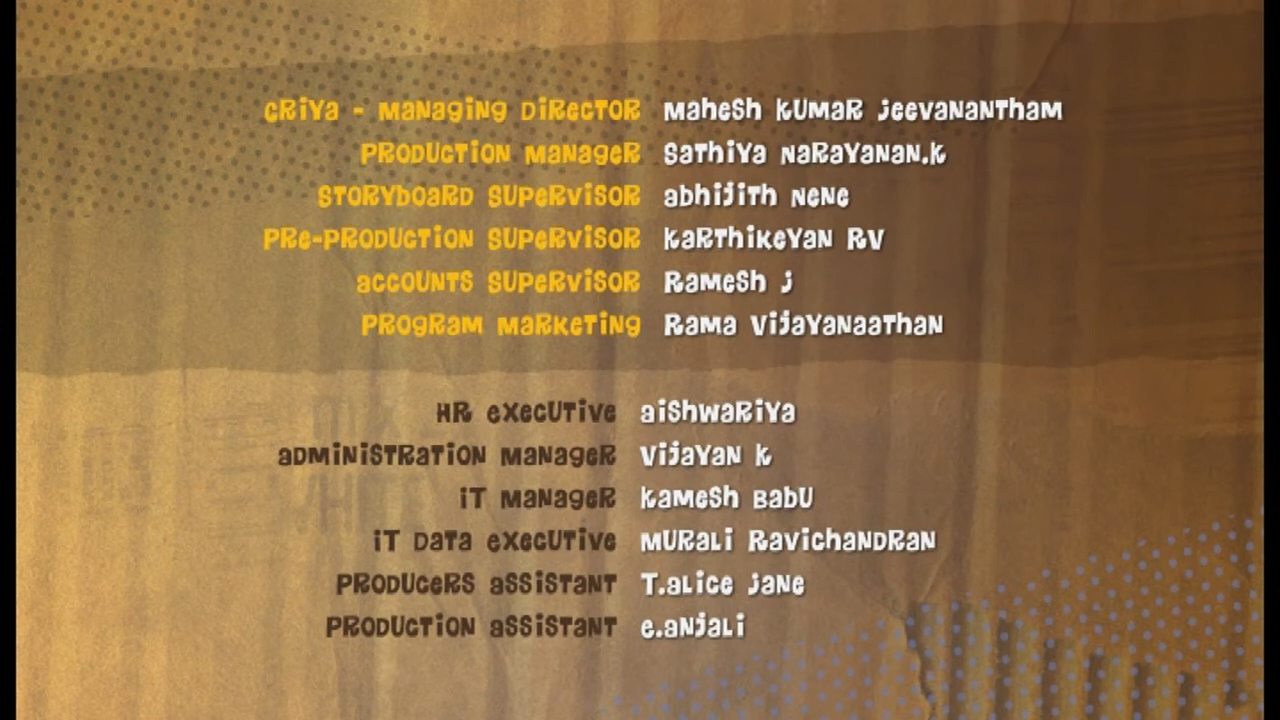 CRiYa - MaNagiNg DiRecTOR MaheSh KUMAR JeevaNaNThaM
PRODUCTiON MaNageR SaThiYa NaRaYaNaN.K
STORYbOaRD SUPeRViSOR abhiJiTh NeNe
PRe-PRODUCTiON SUPeRViSOR KaRThiKeYaN RV
accOUNTS SUPeRViSOR RaMeSh J
PROgRaM MaRKeTiNg RaMa ViJaYaNaaThaN
HR eXecUTive aiShwaRiYa
aDMiNiSTRaTiON MaNageR ViJaYaN K
iT MaNageR KaMeSh BabU
iT DaTa eXecUTive MURaLi RavichaNDRaN
PRODUceRS aSSiSTaNT T.aLice JaNe
PRODUCTiON aSSiSTaNT e.aNJaLi